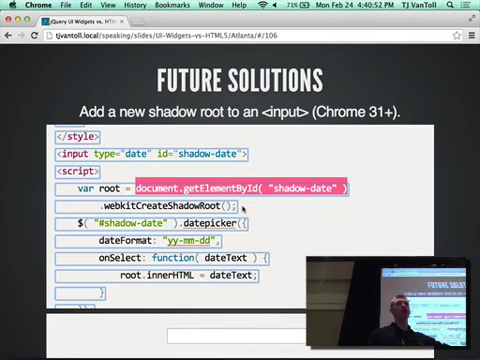 Chrome File Edit View History Bookmarks Window Help 71% Mon Feb 24 4:40:52 PM TJ VanToll
jQuery UI Widgets vs. HTML
tjvantoll.local/speaking/slides/UI-Widgets-vs-HTML5/Atlanta/#/106
FUTURE SOLUTIONS
Add a new shadow root to an <input> (Chrome 31+).
</style>
<input type="date" id="shadow-date">
<script>
var root = document.getElementById( "shadow-date" )
.webkitCreateShadowRoot();
$( "#shadow-date" ).datepicker({
dateFormat: "yy-mm-dd",
onSelect: function( dateText ) {
root.innerHTML = dateText;
}
FUTURE SOLUTIONS